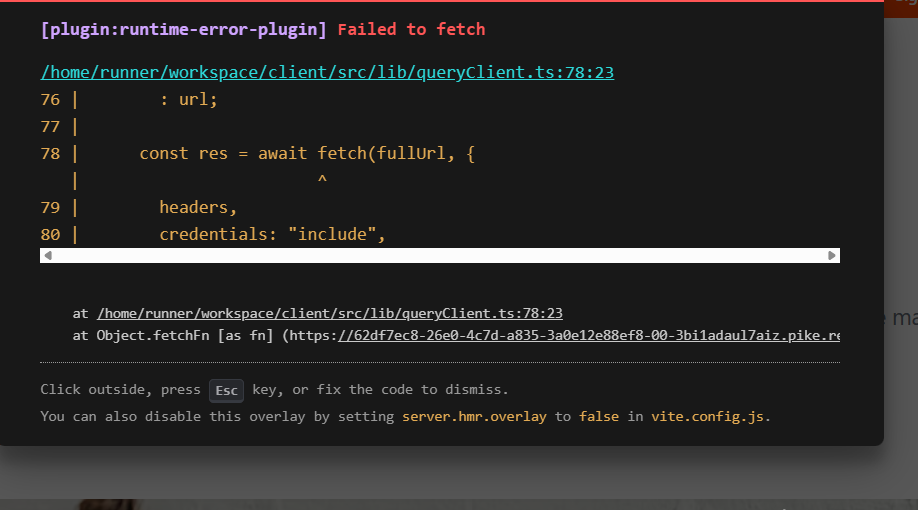 [plugin:runtime-error-plugin] Failed to fetch
/home/runner/workspace/client/src/lib/queryClient.ts:78:23
76 |        : url;
77 |
78 |      const res = await fetch(fullUrl, {
   |                       ^
79 |        headers,
80 |        credentials: "include",
at /home/runner/workspace/client/src/lib/queryClient.ts:78:23
at Object.fetchFn [as fn] (https://62df7ec8-26e0-4c7d-a835-3a0e12e88ef8-00-3bi1adaul7aiz.pike.re
Click outside, press Esc key, or fix the code to dismiss.
You can also disable this overlay by setting server.hmr.overlay to false in vite.config.js.